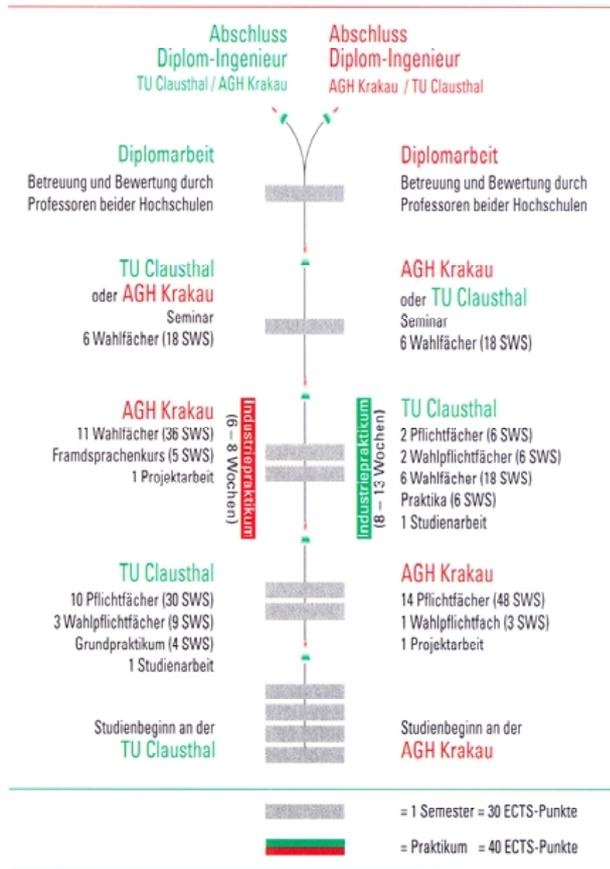 Abschluss
Diplom-Ingenieur
TU Clausthal / AGH Krakau
Abschluss
Diplom-Ingenieur
AGH Krakau / TU Clausthal
Diplomarbeit
Betreuung und Bewertung durch
Professoren beider Hochschulen
Diplomarbeit
Betreuung und Bewertung durch
Professoren beider Hochschulen
TU Clausthal
oder AGH Krakau
Seminar
6 Wahlfächer (18 SWS)
AGH Krakau
oder TU Clausthal
Seminar
6 Wahlfächer (18 SWS)
AGH Krakau
11 Wahlfächer (36 SWS)
Framdsprachenkurs (5 SWS)
1 Projektarbeit
Industriepraktikum
(6 – 8 Wochen)
Industriepraktikum
(8 – 13 Wochen)
TU Clausthal
2 Pflichtfächer (6 SWS)
2 Wahlpflichtfächer (6 SWS)
6 Wahlfächer (18 SWS)
Praktika (6 SWS)
1 Studienarbeit
TU Clausthal
10 Pflichtfächer (30 SWS)
3 Wahlpflichtfächer (9 SWS)
Grundpraktikum (4 SWS)
1 Studienarbeit
AGH Krakau
14 Pflichtfächer (48 SWS)
1 Wahlpflichtfach (3 SWS)
1 Projektarbeit
Studienbeginn an der
TU Clausthal
Studienbeginn an der
AGH Krakau
= 1 Semester = 30 ECTS-Punkte
= Praktikum = 40 ECTS-Punkte